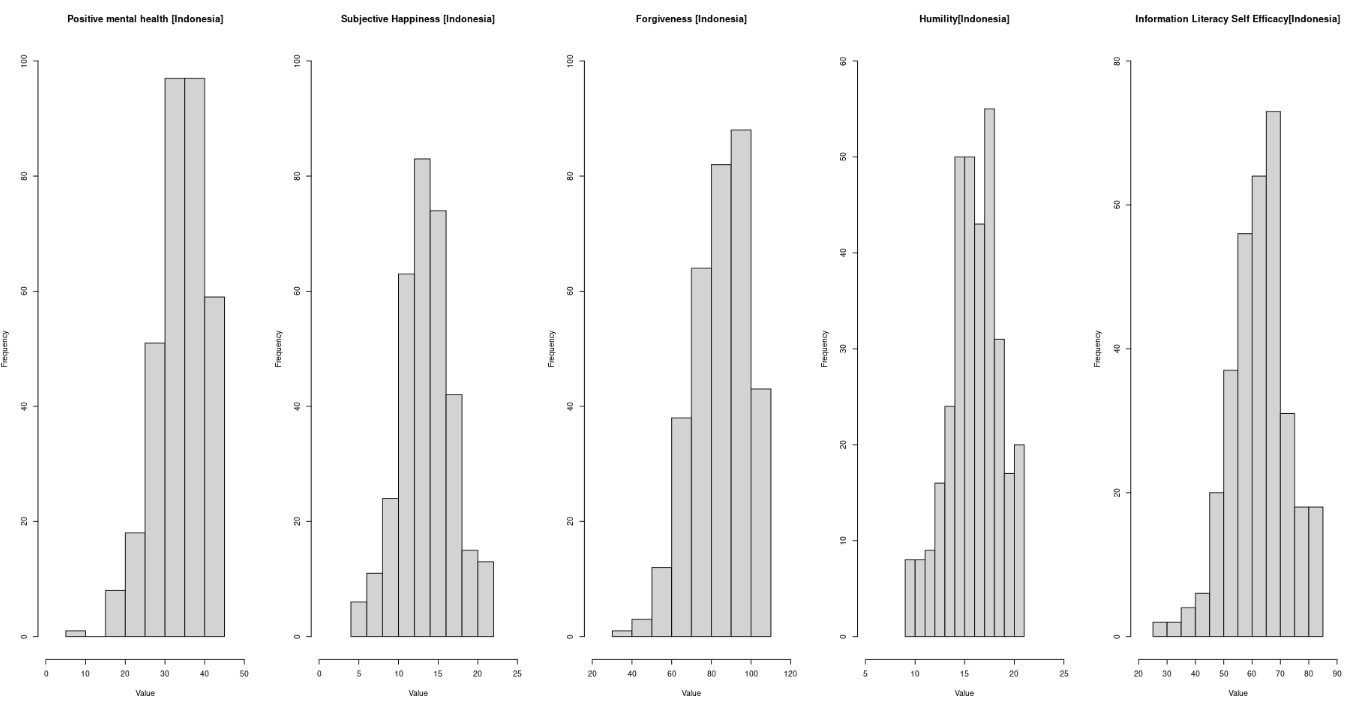 Positive mental health [Indonesia]
Frequency
100
80
60
40
20
0
0 10 20 30 40 50
Value
Subjective Happiness [Indonesia]
Frequency
100
80
60
40
20
0
0 5 10 15 20 25
Value
Forgiveness [Indonesia]
Frequency
100
80
60
40
20
0
20 40 60 80 100 120
Value
Humility[Indonesia]
Frequency
60
50
40
30
20
10
0
5 10 15 20 25
Value
Information Literacy Self Efficacy[Indonesia]
Frequency
80
60
40
20
0
20 30 40 50 60 70 80 90
Value